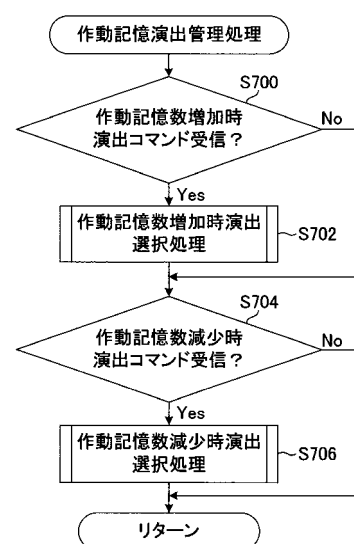 作動記憶演出管理処理
S700
作動記憶数増加時
演出コマンド受信？
No
Yes
作動記憶数増加時演出
選択処理
S702
S704
作動記憶数減少時
演出コマンド受信？
No
Yes
作動記憶数減少時演出
選択処理
S706
リターン